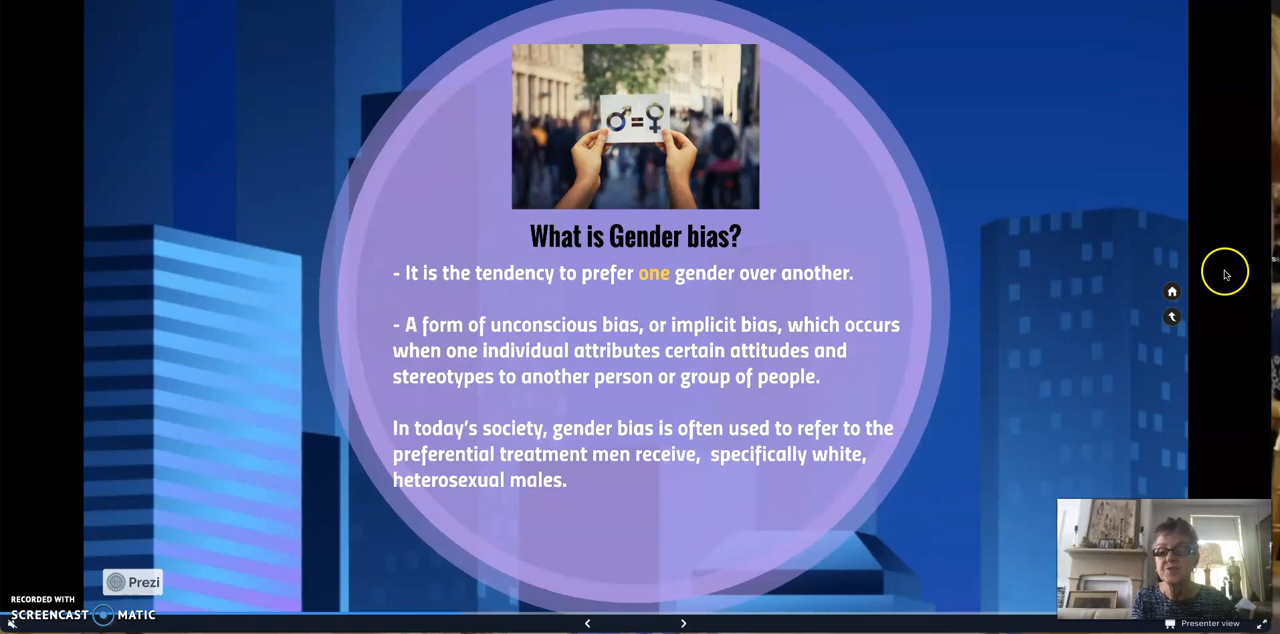 What is Gender bias?
- It is the tendency to prefer one gender over another.
- A form of unconscious bias, or implicit bias, which occurs
when one individual attributes certain attitudes and
stereotypes to another person or group of people.
In today's society, gender bias is often used to refer to the
preferential treatment men receive, specifically white,
heterosexual males.
Prezi
RECORDED WITH
SCREENCAST MATIC
Presenter view